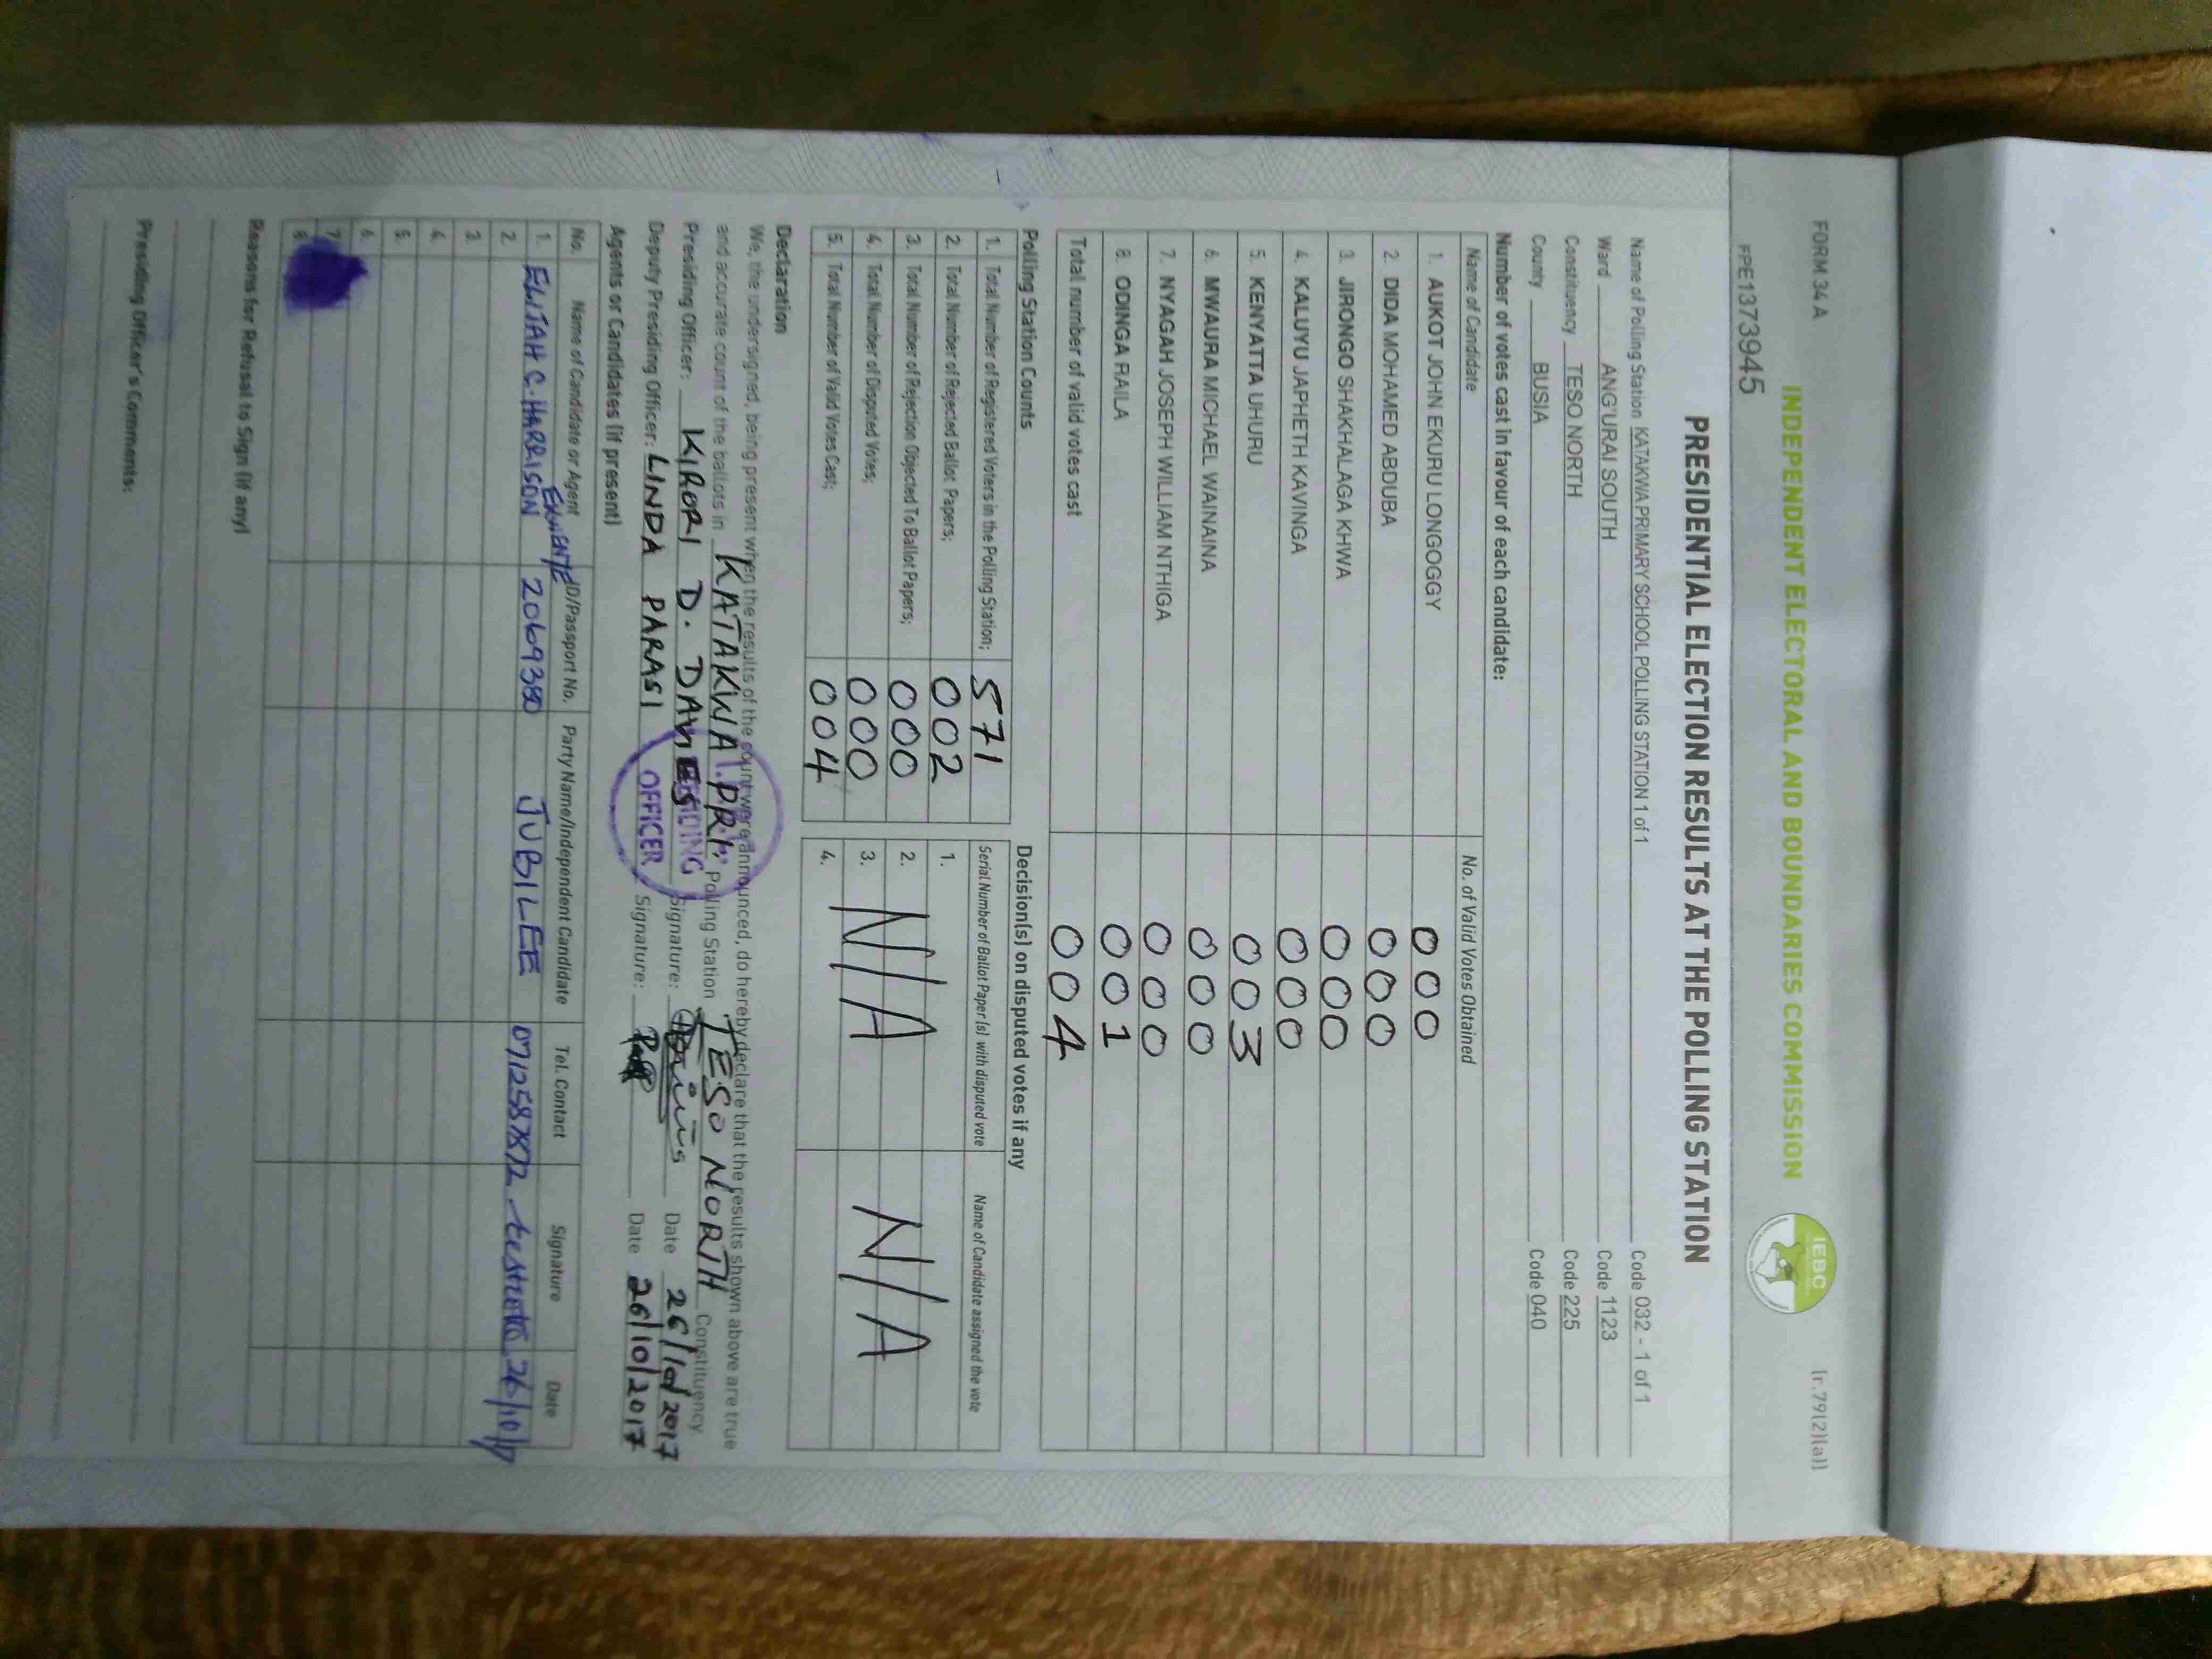 FORM 34 A (r.79(2)(a))
INDEPENDENT ELECTORAL AND BOUNDARIES COMMISSION
IEBC
PPE1373945
PRESIDENTIAL ELECTION RESULTS AT THE POLLING STATION
Name of Polling Station KATAKWA PRIMARY SCHOOL POLLING STATION 1 of 1 Code 032 - 1 of 1
Ward ANG'URAI SOUTH Code 1123
Constituency TESO NORTH Code 225
County BUSIA Code 040
Number of votes cast in favour of each candidate:
Name of Candidate No. of Valid Votes Obtained
1. AUKOT JOHN EKURU LONGOGGY 000
2. DIDA MOHAMED ABDUBA 000
3. JIRONGO SHAKHALAGA KHWA 000
4. KALUYU JAPHETH KAVINGA 000
5. KENYATTA UHURU 003
6. MWAURA MICHAEL WAINAINA 000
7. NYAGAH JOSEPH WILLIAM NTHIGA 000
8. ODINGA RAILA 001
Total number of valid votes cast 004
Polling Station Counts Decision(s) on disputed votes if any
1. Total Number of Registered Voters in the Polling Station; 571 Serial Number of Ballot Paper (s) with disputed vote Name of Candidate assigned the vote
2. Total Number of Rejected Ballot Papers; 002 1.
3. Total Number of Rejection Objected To Ballot Papers; 000 2. N/A N/A
4. Total Number of Disputed Votes; 000 3.
5. Total Number of Valid Votes Cast; 004 4.
Declaration
We, the undersigned, being present when the results of the count were announced, do hereby declare that the results shown above are true
and accurate count of the ballots in KATAKWA PRI Polling Station TESO NORTH Constituency.
Presiding Officer: KIRORI D. DAVIES Signature: Date 26/10/2017
Deputy Presiding Officer: LINDA PARASI Signature: Date 26/10/2017
PRESIDING OFFICER
Agents or Candidates (if present)
No. Name of Candidate or Agent ID/Passport No. Party Name/Independent Candidate Tel. Contact Signature Date
1. ELIJAH C. HARRISON 20693 JUBILEE 26/10/17
2.
3.
4.
5.
6.
7.
8.
Reasons for Refusal to Sign (if any)
Presiding Officer's Comments: